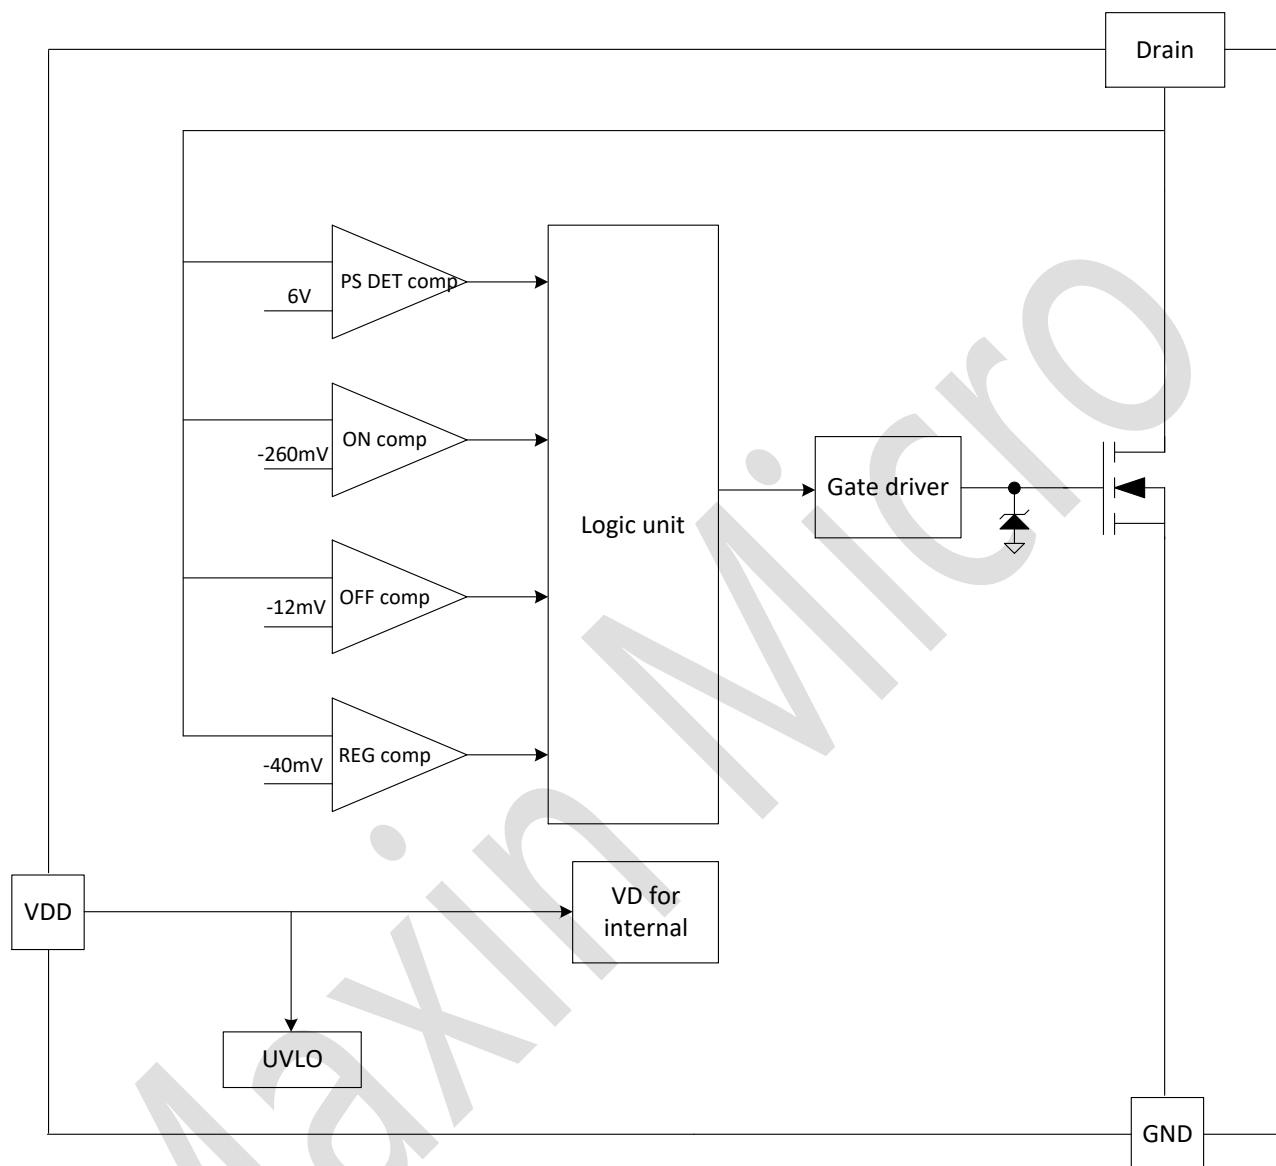 Drain
PS DET comp
6V
ON comp
-260mV
Logic unit
Gate driver
OFF comp
-12mV
REG comp
-40mV
VDD
VD for
internal
UVLO
GND
Maxin Micro